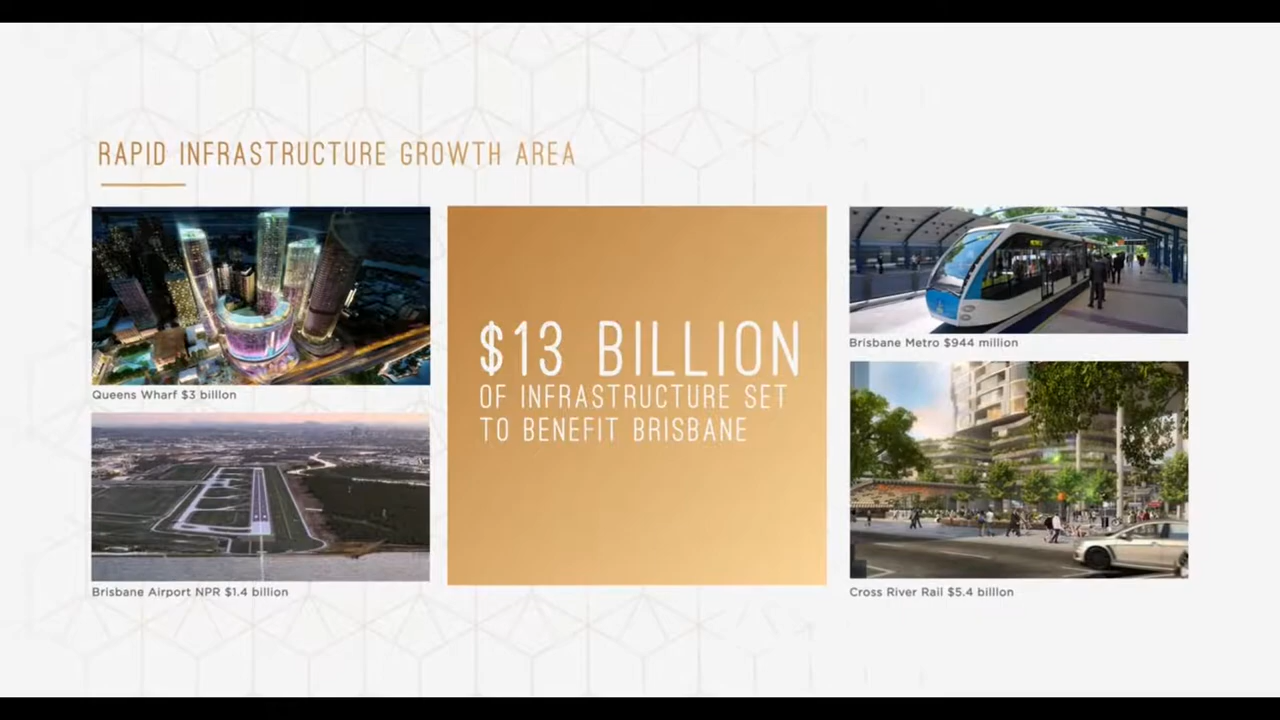 RAPID INFRASTRUCTURE GROWTH AREA
Queens Wharf $3 billion
Brisbane Airport NPR $1.4 billion
$13 BILLION
OF INFRASTRUCTURE SET
TO BENEFIT BRISBANE
Brisbane Metro $944 million
Cross River Rail $5.4 billion